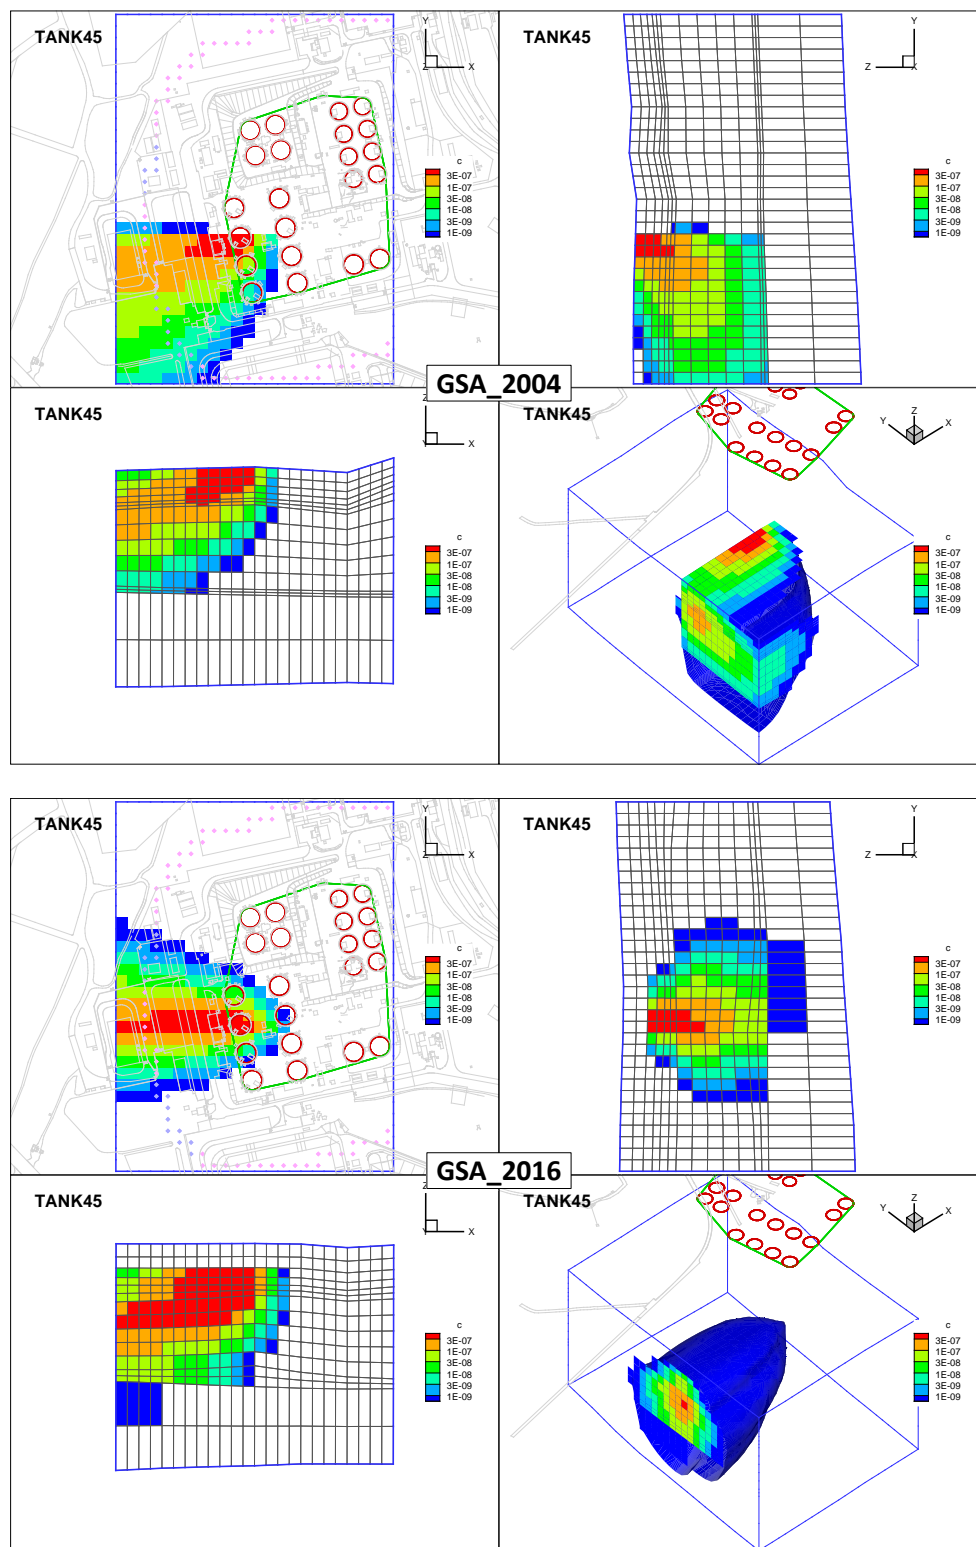 TANK45
Y
Z
X
c
3E-07
1E-07
3E-08
1E-08
3E-09
1E-09
TANK45
Y
Z
X
c
3E-07
1E-07
3E-08
1E-08
3E-09
1E-09
GSA_2004
TANK45
Z
Y
X
c
3E-07
1E-07
3E-08
1E-08
3E-09
1E-09
TANK45
Z
Y
X
c
3E-07
1E-07
3E-08
1E-08
3E-09
1E-09
TANK45
Y
Z
X
c
3E-07
1E-07
3E-08
1E-08
3E-09
1E-09
TANK45
Y
Z
X
c
3E-07
1E-07
3E-08
1E-08
3E-09
1E-09
GSA_2016
TANK45
Z
Y
X
c
3E-07
1E-07
3E-08
1E-08
3E-09
1E-09
TANK45
Z
Y
X
c
3E-07
1E-07
3E-08
1E-08
3E-09
1E-09